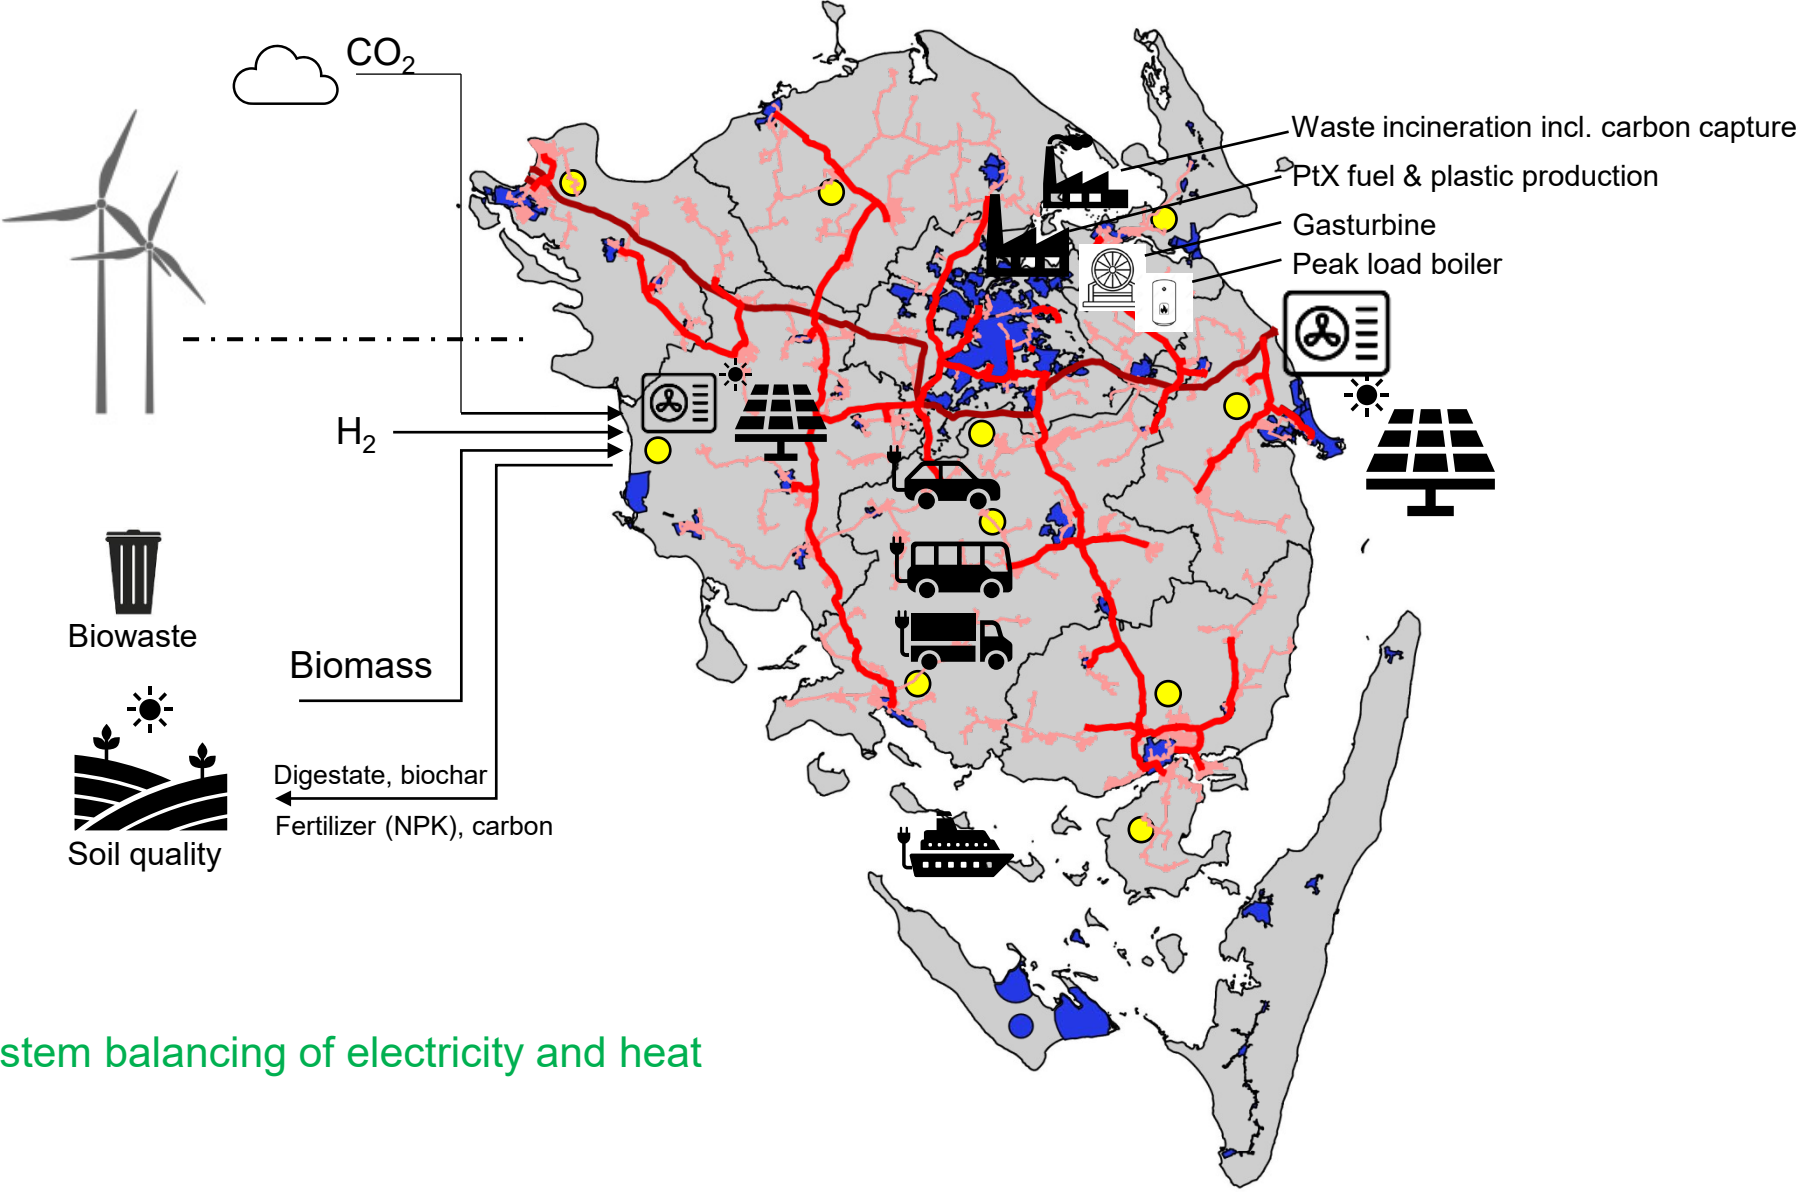 CO₂
Waste incineration incl. carbon capture
PtX fuel & plastic production
Gasturbine
Peak load boiler
H₂
Biowaste
Biomass
Digestate, biochar
Fertilizer (NPK), carbon
Soil quality
stem balancing of electricity and heat